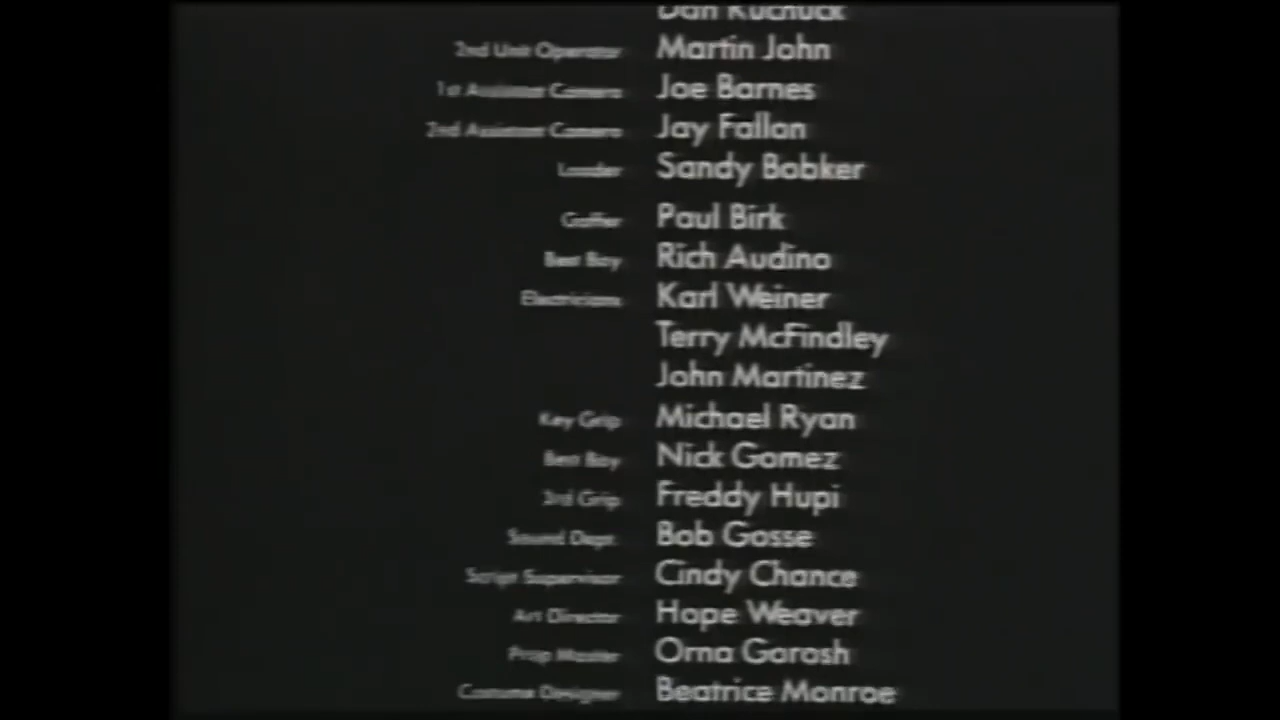 Dan Kuchuck
2nd Unit Operator Martin John
1st Assistant Camera Joe Barnes
2nd Assistant Camera Jay Fallon
Loader Sandy Bobker
Gaffer Paul Birk
Best Boy Rich Audino
Electricians Karl Weiner
Terry McFindley
John Martinez
Key Grip Michael Ryan
Best Boy Nick Gomez
3rd Grip Freddy Hupi
Sound Dept. Bob Gosse
Script Supervisor Cindy Chance
Art Director Hope Weaver
Prop Master Orna Garosh
Costume Designer Beatrice Monroe